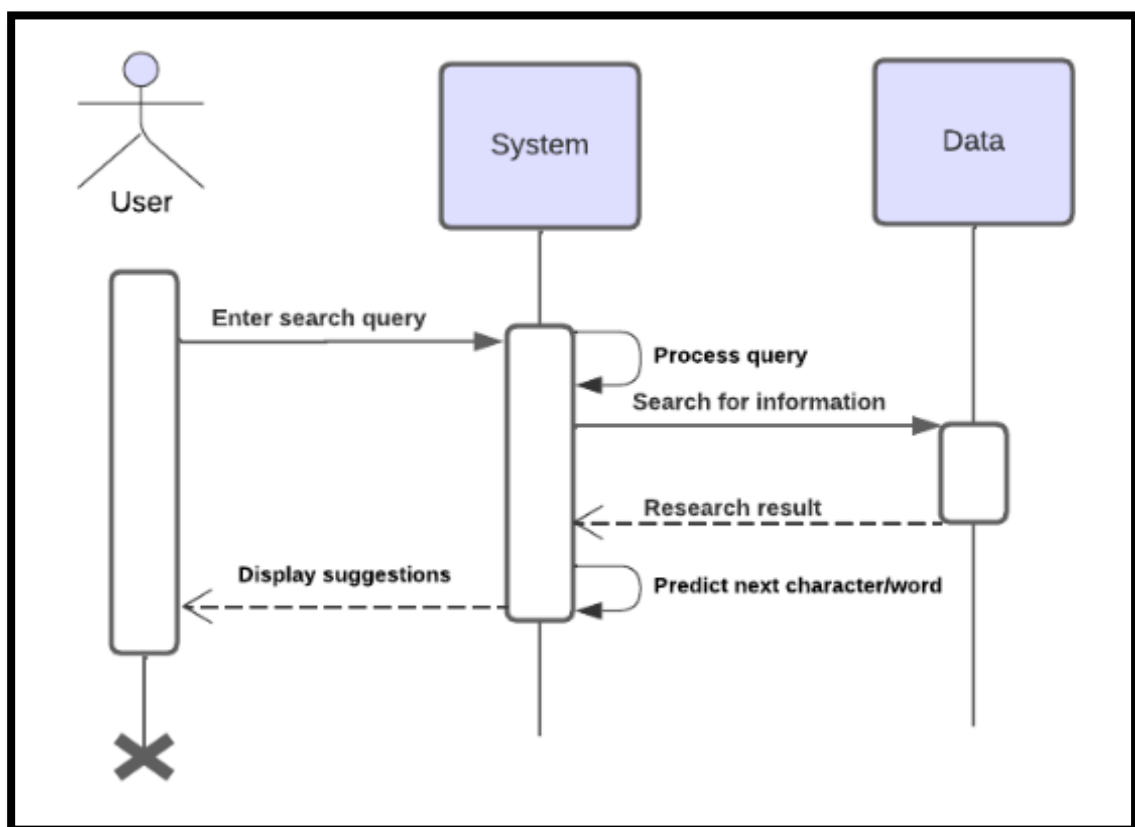 System
Data
User
Enter search query
Process query
Search for information
Research result
Display suggestions
Predict next character/word